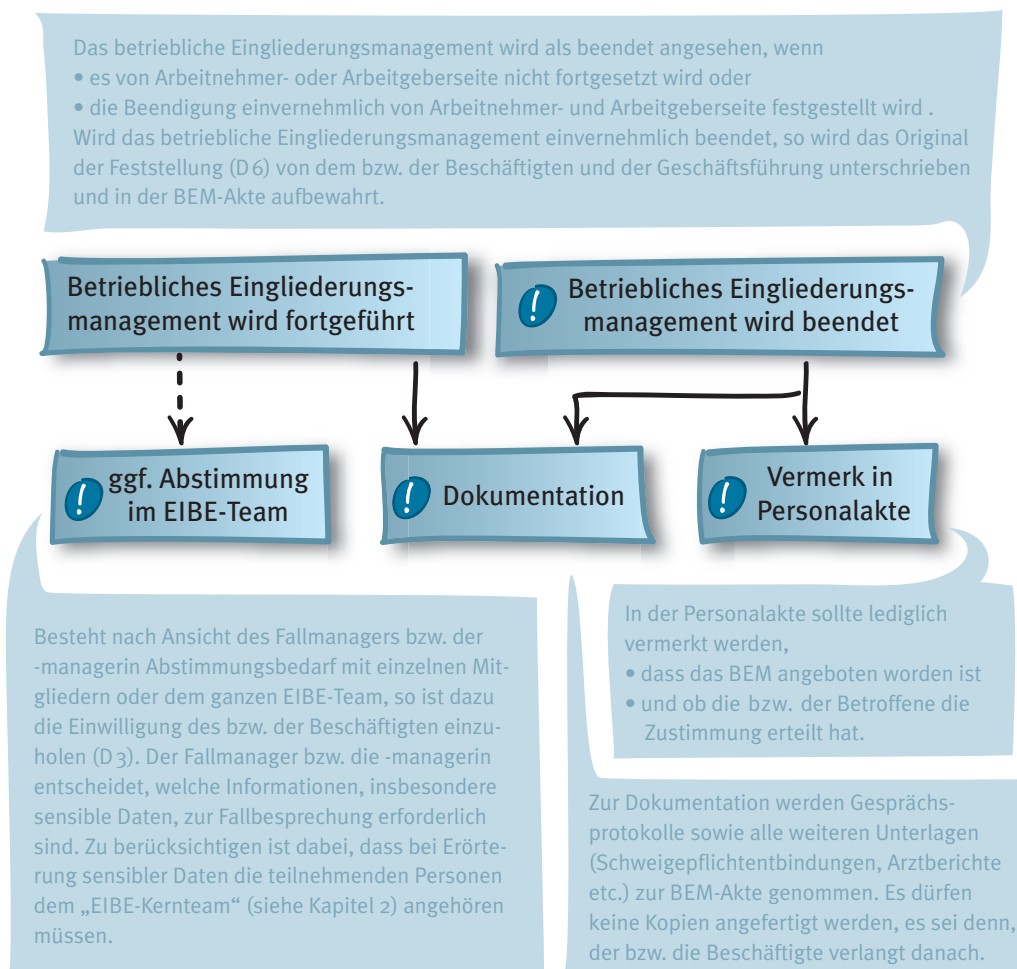 Das betriebliche Eingliederungsmanagement wird als beendet angesehen, wenn
• es von Arbeitnehmer- oder Arbeitgeberseite nicht fortgesetzt wird oder
• die Beendigung einvernehmlich von Arbeitnehmer- und Arbeitgeberseite festgestellt wird .
Wird das betriebliche Eingliederungsmanagement einvernehmlich beendet, so wird das Original
der Feststellung (D 6) von dem bzw. der Beschäftigten und der Geschäftsführung unterschrieben
und in der BEM-Akte aufbewahrt.
Betriebliches Eingliederungs-
management wird fortgeführt
! Betriebliches Eingliederungs-
management wird beendet
! ggf. Abstimmung
im EIBE-Team
! Dokumentation
! Vermerk in
Personalakte
Besteht nach Ansicht des Fallmanagers bzw. der
-managerin Abstimmungsbedarf mit einzelnen Mit-
gliedern oder dem ganzen EIBE-Team, so ist dazu
die Einwilligung des bzw. der Beschäftigten einzu-
holen (D 3). Der Fallmanager bzw. die -managerin
entscheidet, welche Informationen, insbesondere
sensible Daten, zur Fallbesprechung erforderlich
sind. Zu berücksichtigen ist dabei, dass bei Erörte-
rung sensibler Daten die teilnehmenden Personen
dem „EIBE-Kernteam“ (siehe Kapitel 2) angehören
müssen.
In der Personalakte sollte lediglich
vermerkt werden,
• dass das BEM angeboten worden ist
• und ob die bzw. der Betroffene die
Zustimmung erteilt hat.
Zur Dokumentation werden Gesprächs-
protokolle sowie alle weiteren Unterlagen
(Schweigepflichtentbindungen, Arztberichte
etc.) zur BEM-Akte genommen. Es dürfen
keine Kopien angefertigt werden, es sei denn,
der bzw. die Beschäftigte verlangt danach.